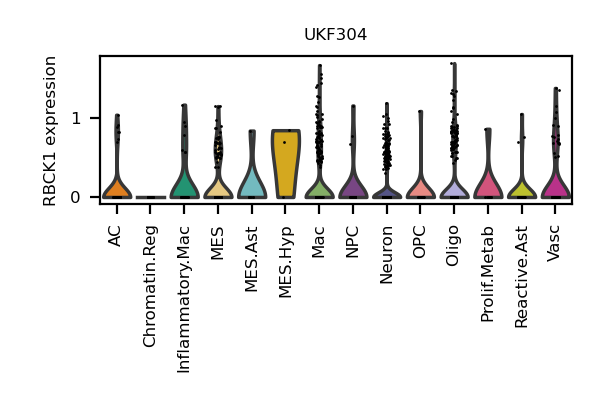 UKF304
RBCK1 expression
1
0
AC
Chromatin.Reg
Inflammatory.Mac
MES
MES.Ast
MES.Hyp
Mac
NPC
Neuron
OPC
Oligo
Prolif.Metab
Reactive.Ast
Vasc